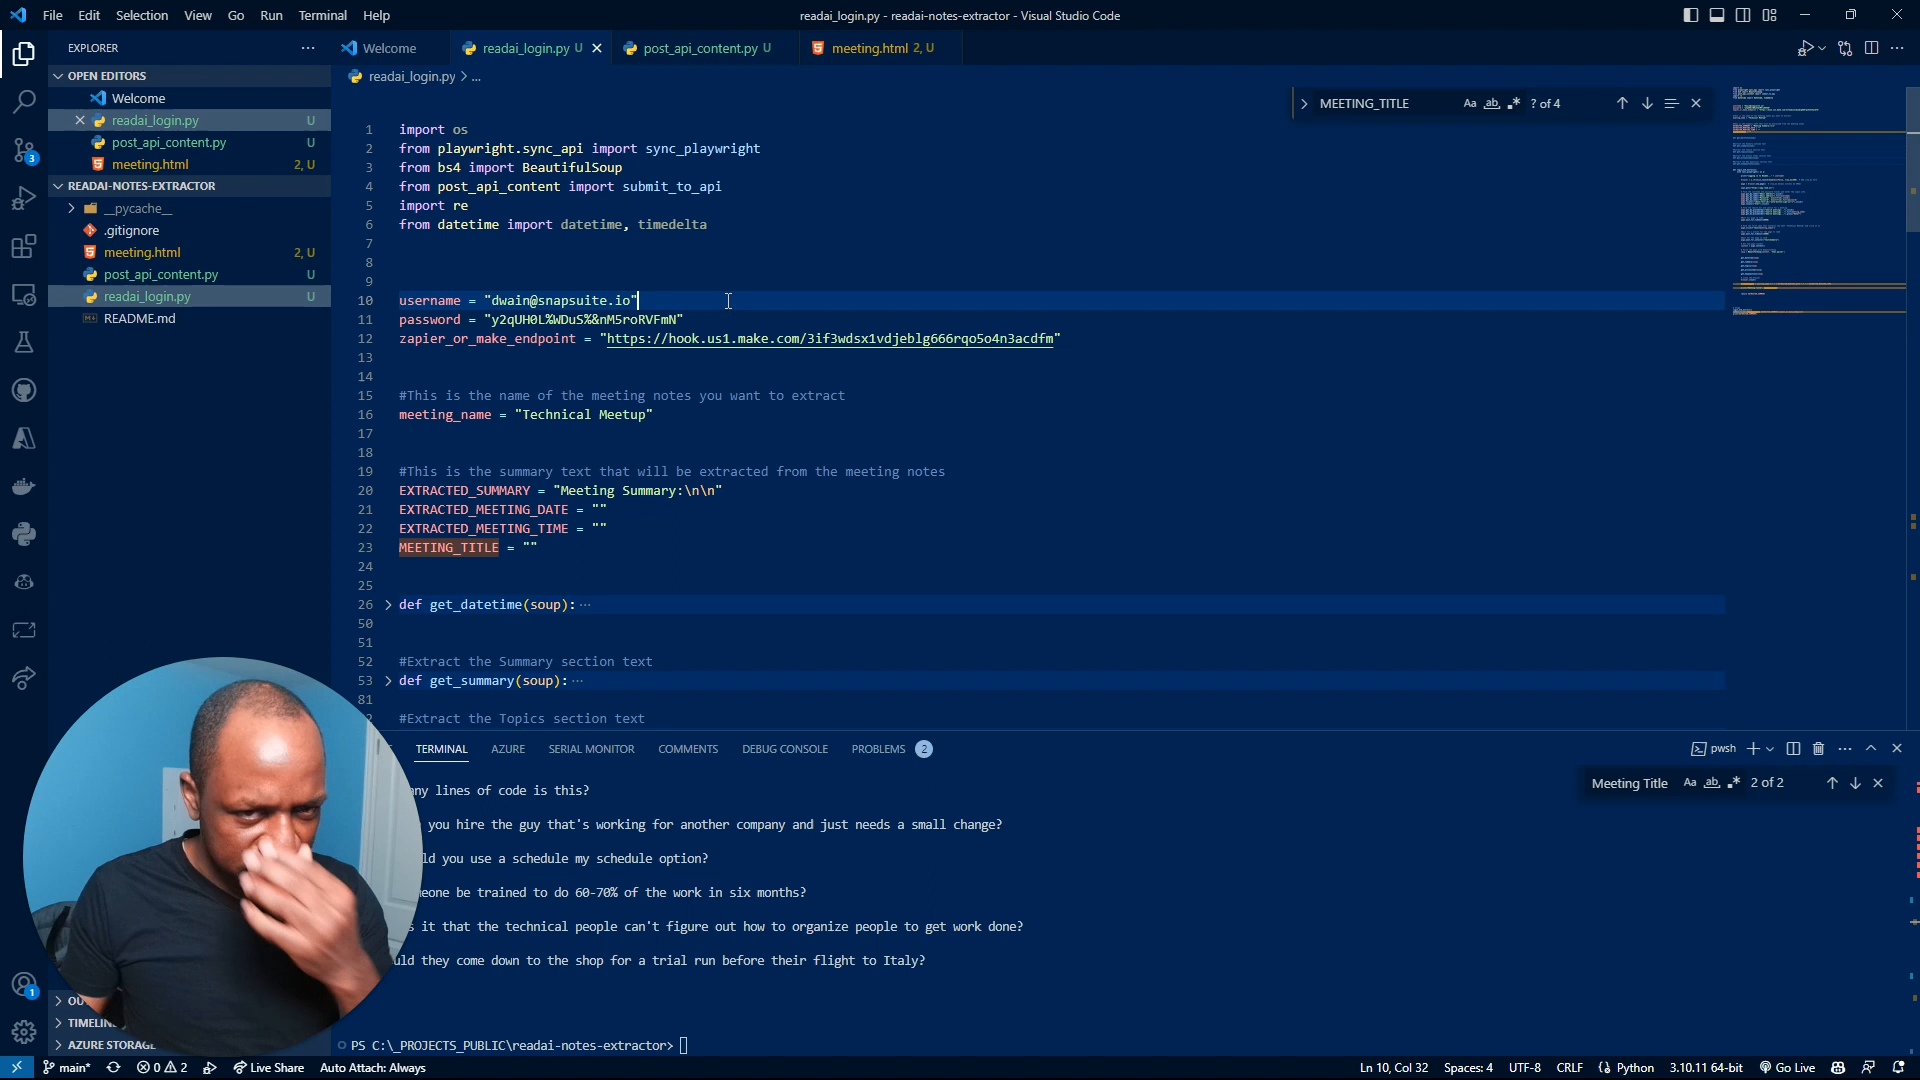 File Edit Selection View Go Run Terminal Help
readai_login.py - readai-notes-extractor - Visual Studio Code
EXPLORER
OPEN EDITORS
Welcome
readai_login.py U
post_api_content.py U
meeting.html 2, U
READAI-NOTES-EXTRACTOR
__pycache__
.gitignore
meeting.html 2, U
post_api_content.py U
readai_login.py U
README.md
3
1
TIMELIN
AZURE STORAGE
Welcome readai_login.py U post_api_content.py U meeting.html 2, U
readai_login.py > ...
MEETING_TITLE Aa ab ? of 4
1 import os
2 from playwright.sync_api import sync_playwright
3 from bs4 import BeautifulSoup
4 from post_api_content import submit_to_api
5 import re
6 from datetime import datetime, timedelta
7
8
9
10 username = "dwain@snapsuite.io"
11 password = "y2qUH0L%WDuS%&nM5roRVFmN"
12 zapier_or_make_endpoint = "https://hook.us1.make.com/3if3wdsx1vdjeblg666rqo5o4n3acdfm"
13
14
15 #This is the name of the meeting notes you want to extract
16 meeting_name = "Technical Meetup"
17
18
19 #This is the summary text that will be extracted from the meeting notes
20 EXTRACTED_SUMMARY = "Meeting Summary:\n\n"
21 EXTRACTED_MEETING_DATE = ""
22 EXTRACTED_MEETING_TIME = ""
23 MEETING_TITLE = ""
24
25
26 def get_datetime(soup): ...
50
51
52 #Extract the Summary section text
53 def get_summary(soup): ...
81
2 #Extract the Topics section text
TERMINAL AZURE SERIAL MONITOR COMMENTS DEBUG CONSOLE PROBLEMS 2
pwsh
Meeting Title Aa ab 2 of 2
any lines of code is this?
you hire the guy that's working for another company and just needs a small change?
ld you use a schedule my schedule option?
eone be trained to do 60-70% of the work in six months?
s it that the technical people can't figure out how to organize people to get work done?
uld they come down to the shop for a trial run before their flight to Italy?
PS C:\_PROJECTS_PUBLIC\readai-notes-extractor>
main* 0 2 Live Share Auto Attach: Always
Ln 10, Col 32 Spaces: 4 UTF-8 CRLF Python 3.10.11 64-bit Go Live